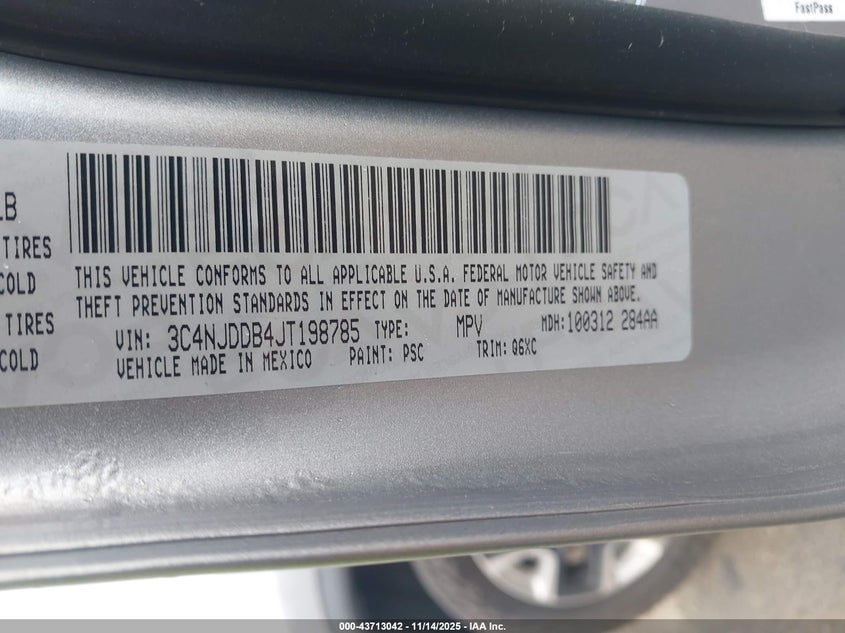 FastPass
LB
TIRES
COLD
TIRES
COLD
THIS VEHICLE CONFORMS TO ALL APPLICABLE U.S.A. FEDERAL MOTOR VEHICLE SAFETY AND
THEFT PREVENTION STANDARDS IN EFFECT ON THE DATE OF MANUFACTURE SHOWN ABOVE.
VIN: 3C4NJDDB4JT198785 TYPE: MPV MDH:100312 284AA
VEHICLE MADE IN MEXICO PAINT: PSC TRIM: Q6XC
000-43713042 - 11/14/2025 - IAA Inc.